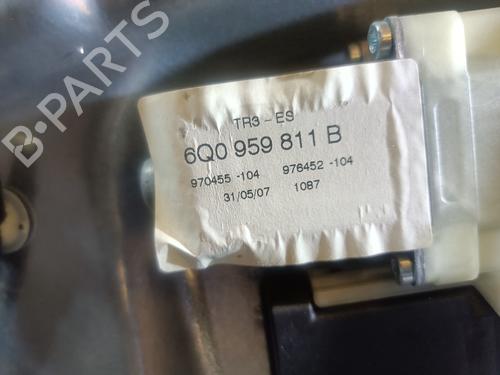 B-PARTS
TR3 - ES
6Q0 959 811 B
970455 -104 976452 -104
31/05/07 1087